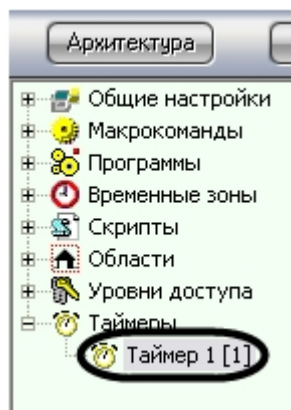 Архитектура
Общие настройки
Макрокоманды
Программы
Временные зоны
Скрипты
Области
Уровни доступа
Таймеры
Таймер 1 [1]